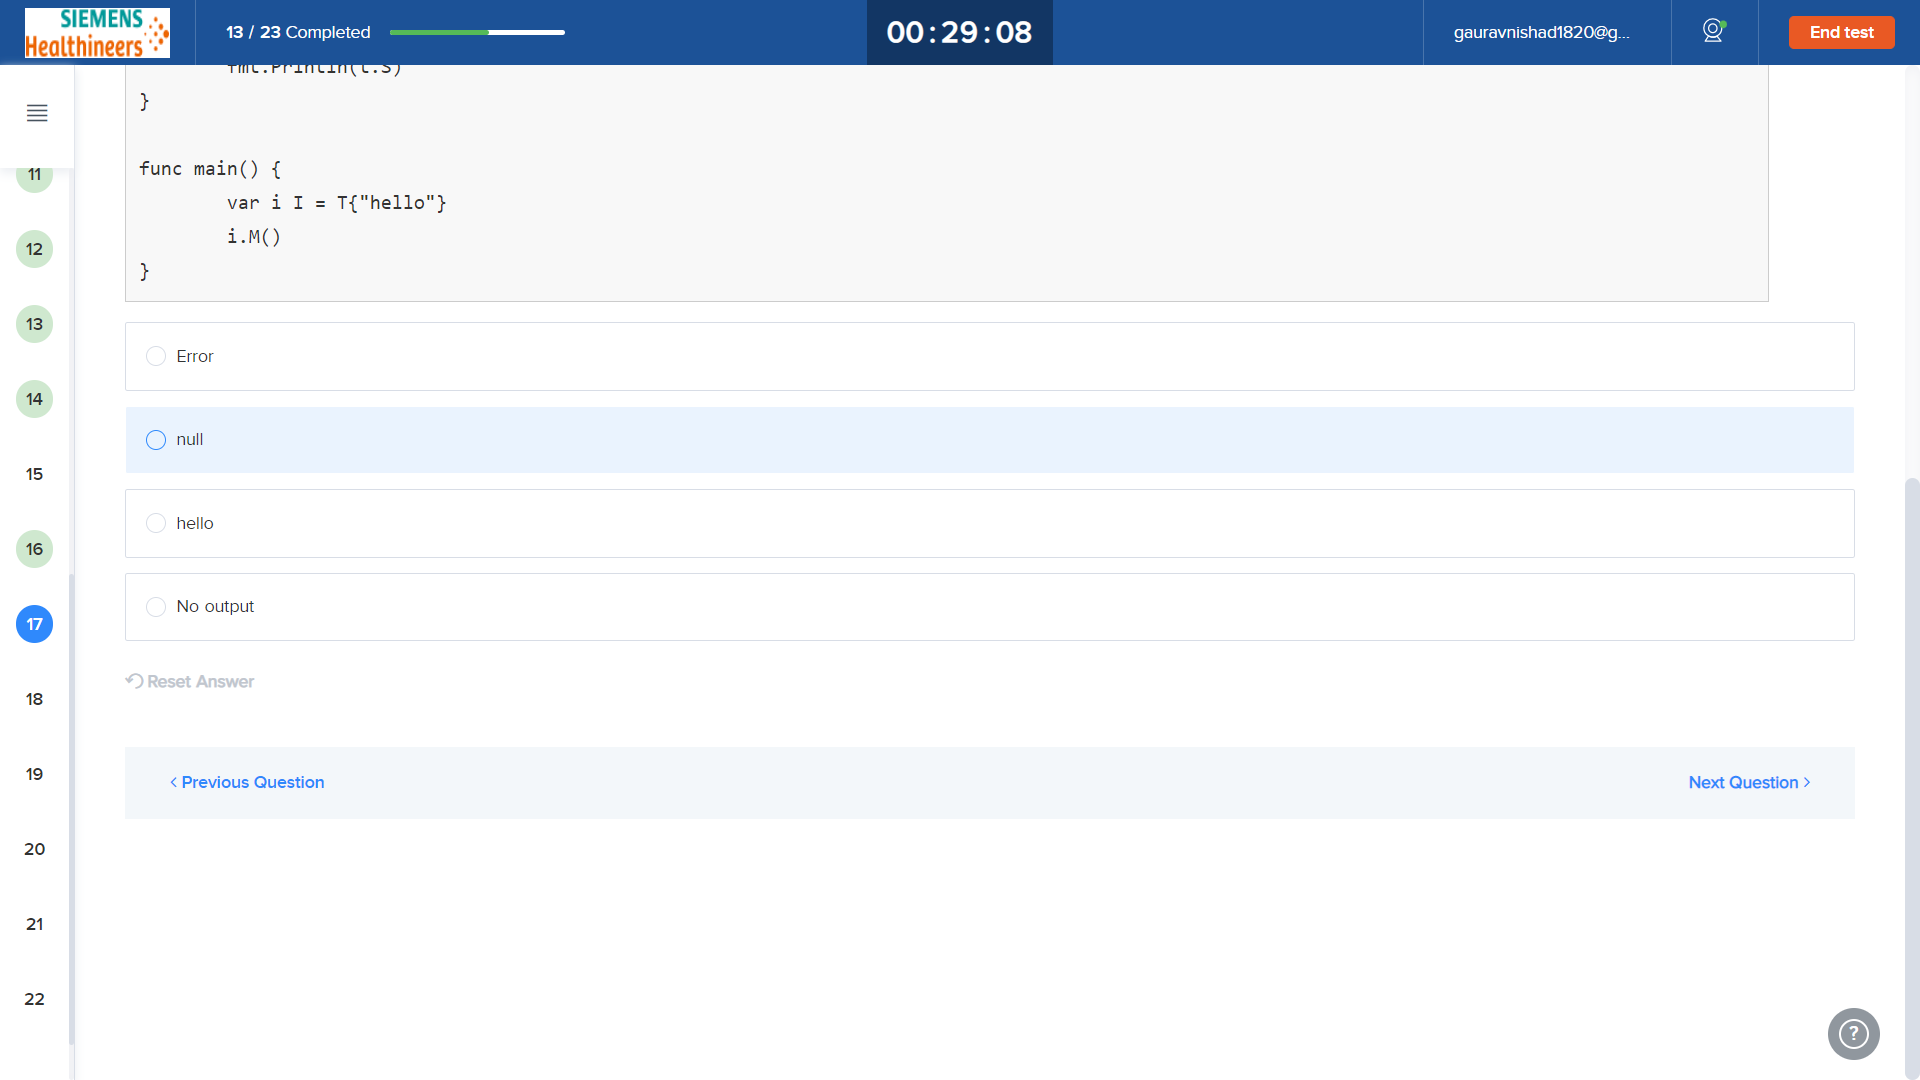 SIEMENS
Healthineers
13 / 23 Completed
00:29:08
gauravnishad1820@g...
End test
fmt.Println(t.S)
}
func main() {
var i I = T{"hello"}
i.M()
}
11
12
13
14
15
16
17
18
19
20
21
22
Error
null
hello
No output
Reset Answer
< Previous Question
Next Question >
?